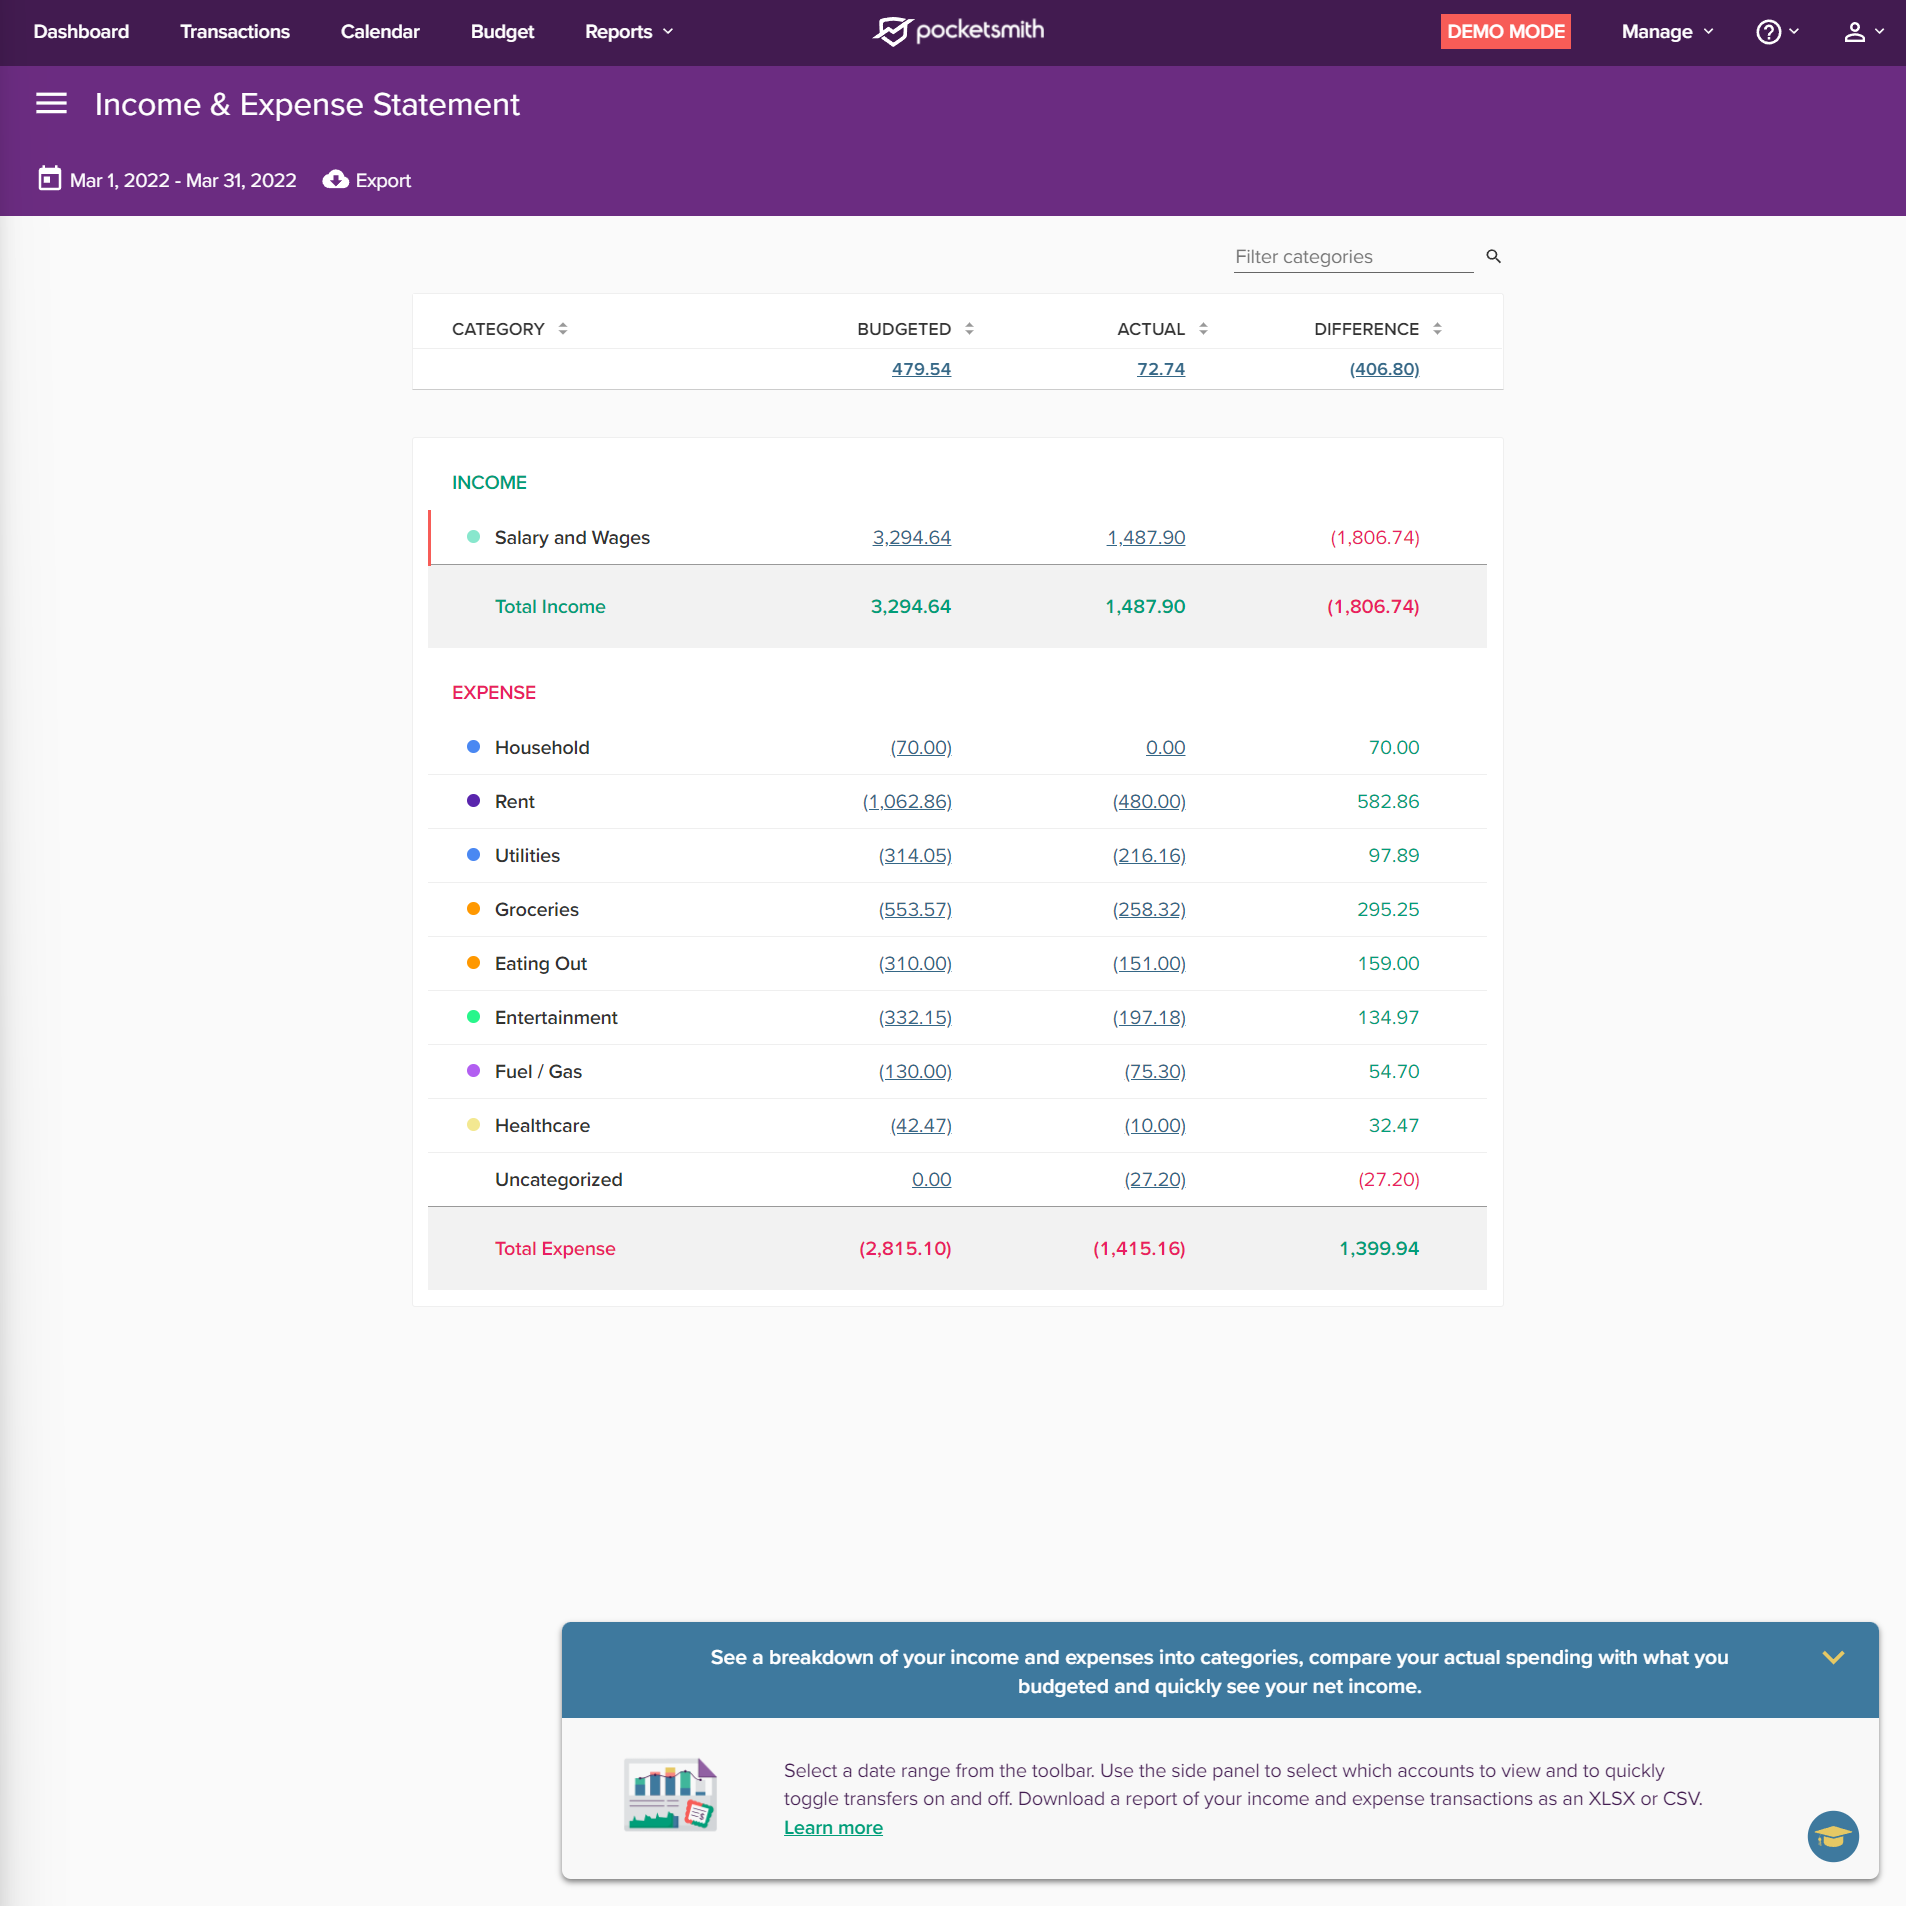 Dashboard Transactions Calendar Budget Reports pocketsmith DEMO MODE Manage
Income & Expense Statement
Mar 1, 2022 - Mar 31, 2022 Export
Filter categories
CATEGORY BUDGETED ACTUAL DIFFERENCE
479.54 72.74 (406.80)
INCOME
Salary and Wages 3,294.64 1,487.90 (1,806.74)
Total Income 3,294.64 1,487.90 (1,806.74)
EXPENSE
Household (70.00) 0.00 70.00
Rent (1,062.86) (480.00) 582.86
Utilities (314.05) (216.16) 97.89
Groceries (553.57) (258.32) 295.25
Eating Out (310.00) (151.00) 159.00
Entertainment (332.15) (197.18) 134.97
Fuel / Gas (130.00) (75.30) 54.70
Healthcare (42.47) (10.00) 32.47
Uncategorized 0.00 (27.20) (27.20)
Total Expense (2,815.10) (1,415.16) 1,399.94
See a breakdown of your income and expenses into categories, compare your actual spending with what you
budgeted and quickly see your net income.
Select a date range from the toolbar. Use the side panel to select which accounts to view and to quickly
toggle transfers on and off. Download a report of your income and expense transactions as an XLSX or CSV.
Learn more